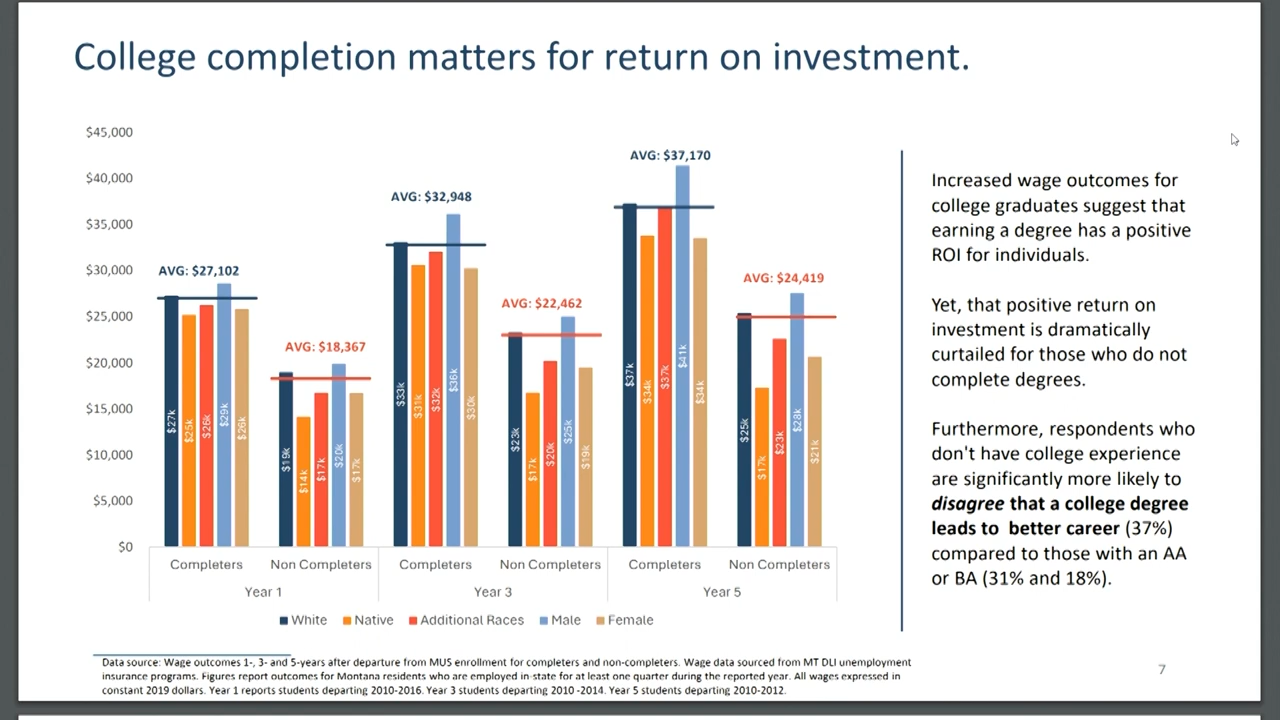 College completion matters for return on investment.
$45,000
$40,000
$35,000
$30,000
$25,000
$20,000
$15,000
$10,000
$5,000
$0
AVG: $27,102
AVG: $18,367
AVG: $32,948
AVG: $22,462
AVG: $37,170
AVG: $24,419
$27k
$25k
$26k
$29k
$26k
$19k
$14k
$17k
$20k
$17k
$33k
$31k
$32k
$36k
$30k
$23k
$17k
$20k
$25k
$19k
$37k
$34k
$37k
$41k
$34k
$25k
$17k
$23k
$28k
$21k
Completers
Non Completers
Completers
Non Completers
Completers
Non Completers
Year 1
Year 3
Year 5
White
Native
Additional Races
Male
Female
Increased wage outcomes for
college graduates suggest that
earning a degree has a positive
ROI for individuals.
Yet, that positive return on
investment is dramatically
curtailed for those who do not
complete degrees.
Furthermore, respondents who
don't have college experience
are significantly more likely to
disagree that a college degree
leads to better career (37%)
compared to those with an AA
or BA (31% and 18%).
Data source: Wage outcomes 1-, 3- and 5-years after departure from MUS enrollment for completers and non-completers. Wage data sourced from MT DLI unemployment
insurance programs. Figures report outcomes for Montana residents who are employed in-state for at least one quarter during the reported year. All wages expressed in
constant 2019 dollars. Year 1 reports students departing 2010-2016. Year 3 students departing 2010 -2014. Year 5 students departing 2010-2012.
7